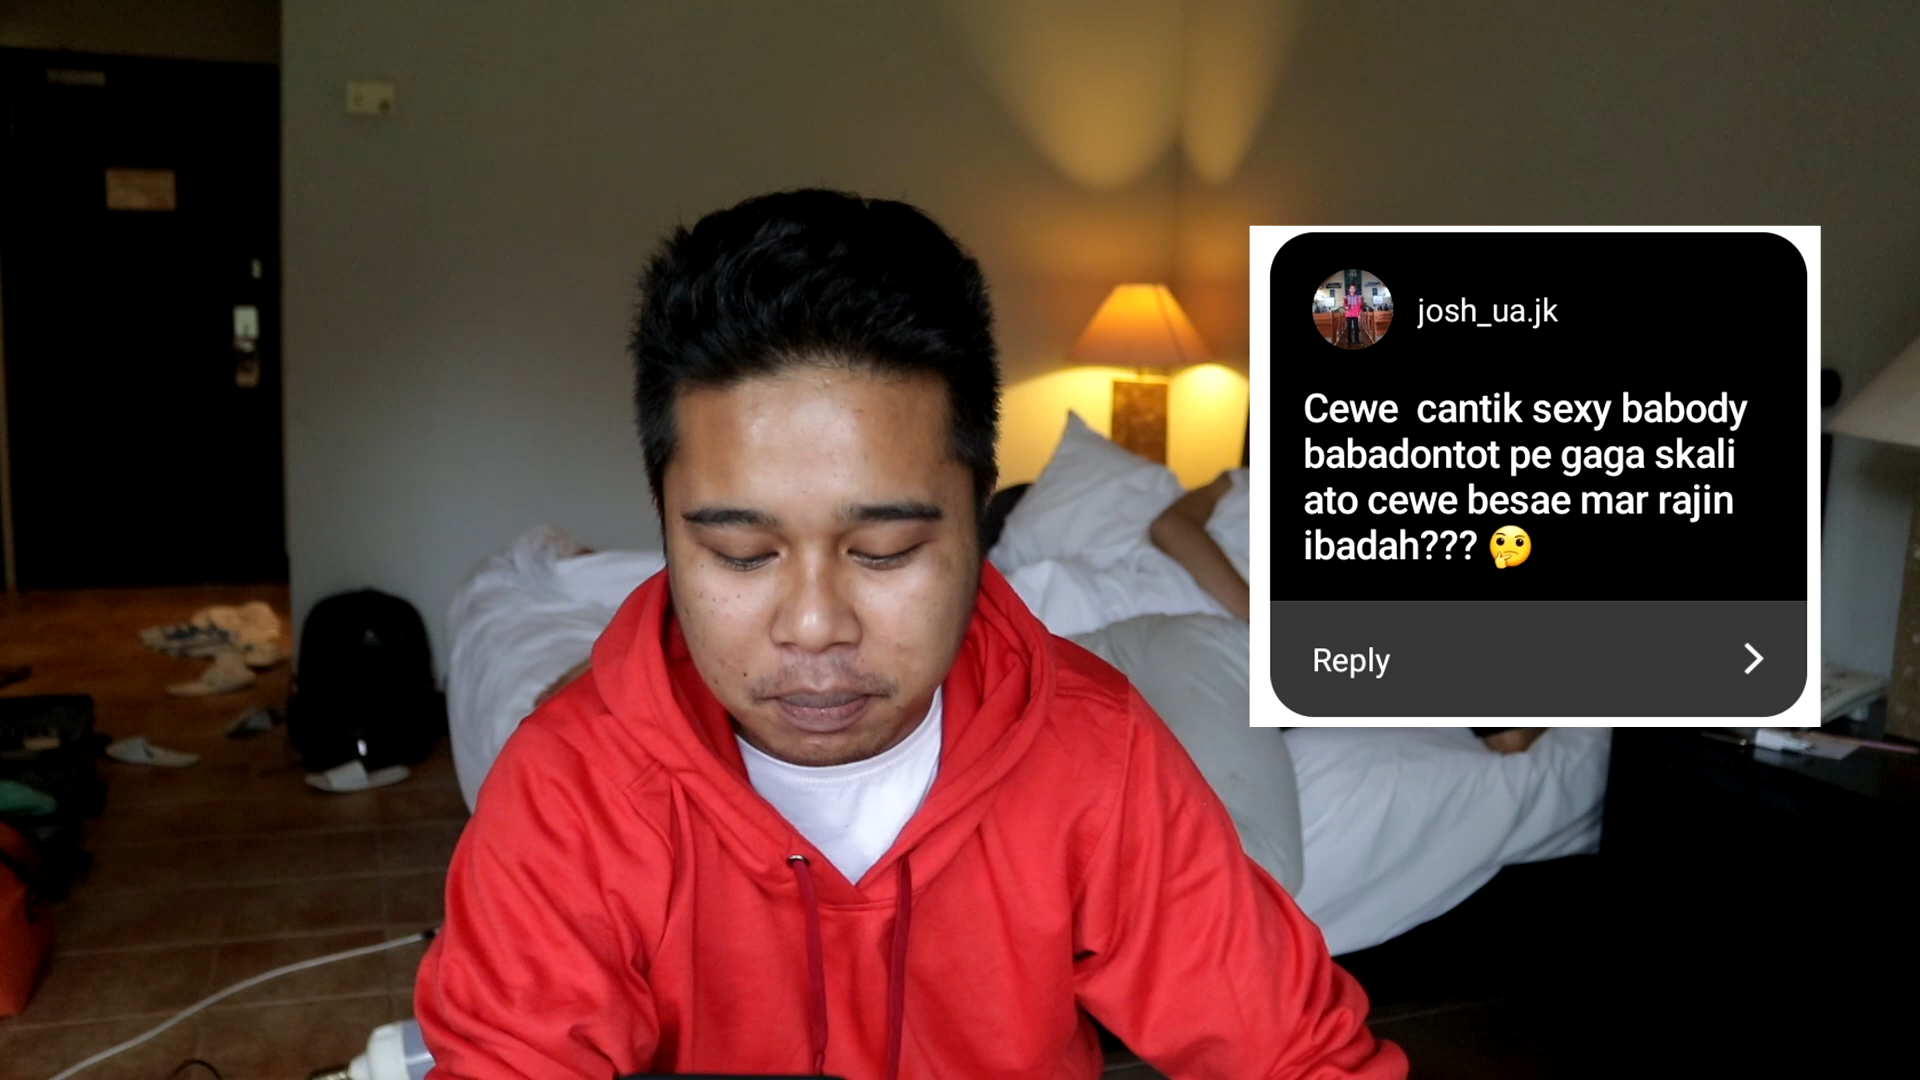 josh_ua.jk
Cewe cantik sexy babody
babadontot pe gaga skali
ato cewe besae mar rajin
ibadah??? 🤔
Reply